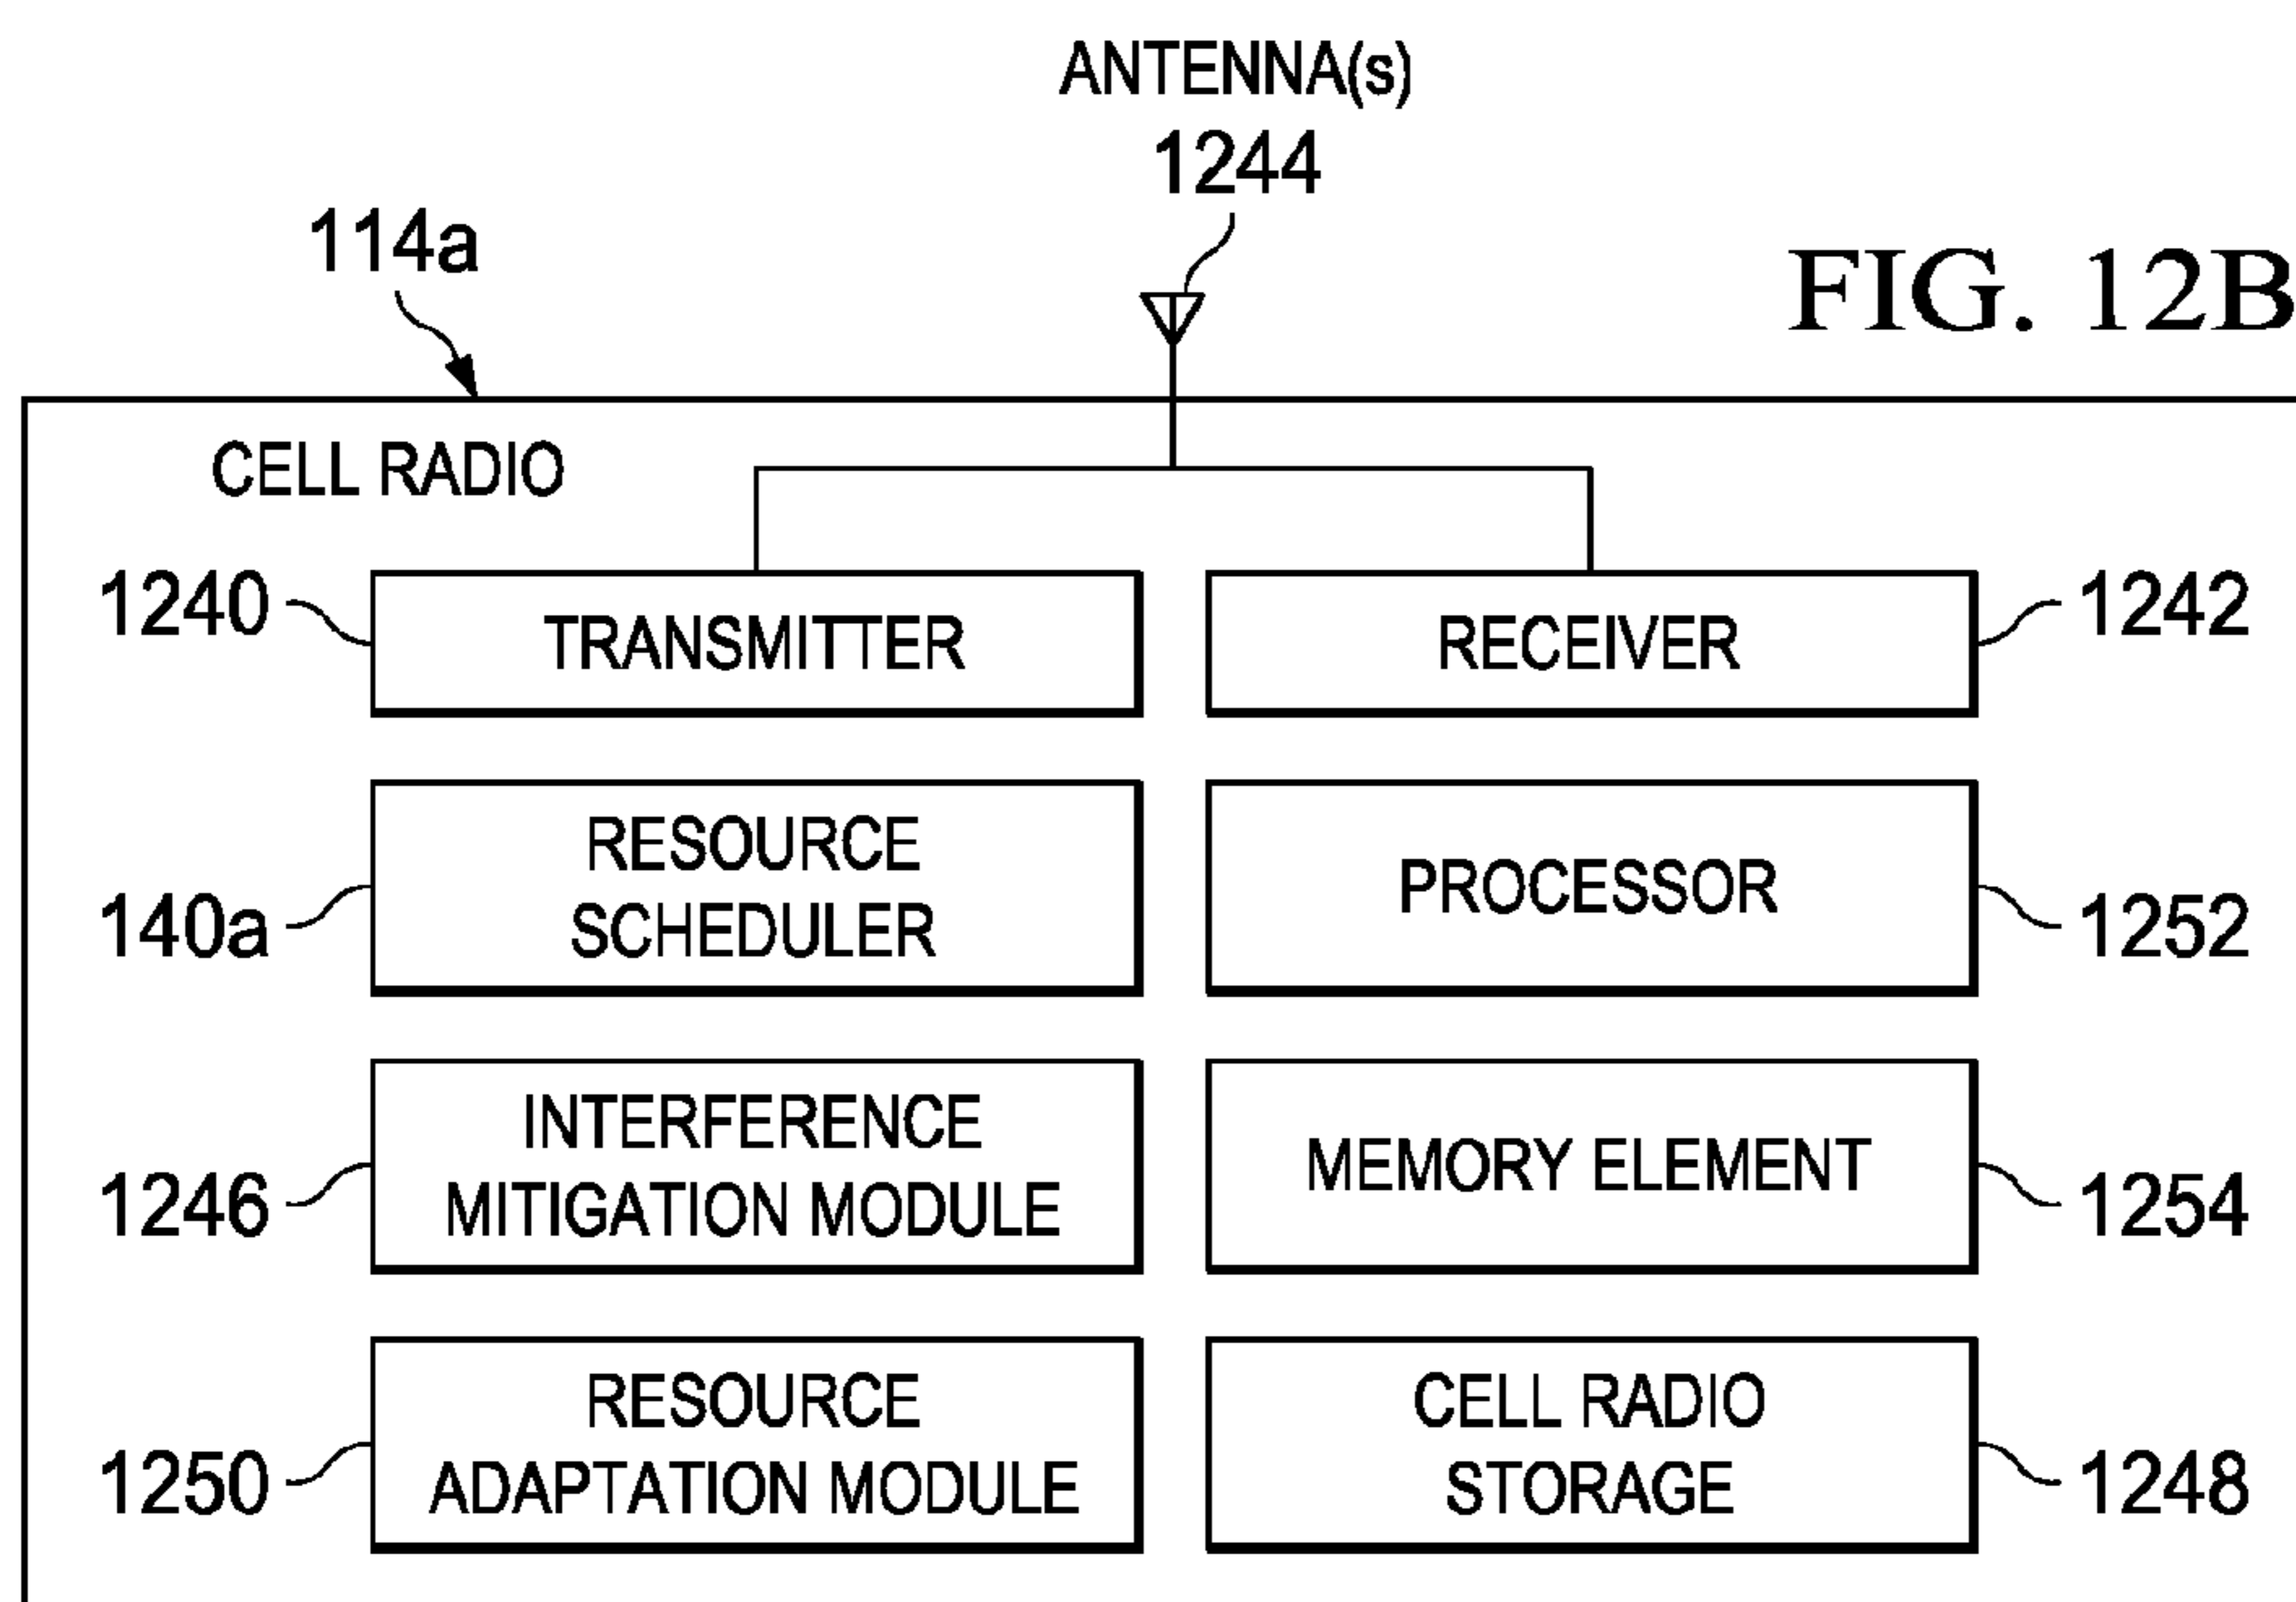 ANTENNA(s)
1244
114a
FIG. 12B
CELL RADIO
1240
TRANSMITTER
RECEIVER
1242
140a
RESOURCE
SCHEDULER
PROCESSOR
1252
1246
INTERFERENCE
MITIGATION MODULE
MEMORY ELEMENT
1254
1250
RESOURCE
ADAPTATION MODULE
CELL RADIO
STORAGE
1248